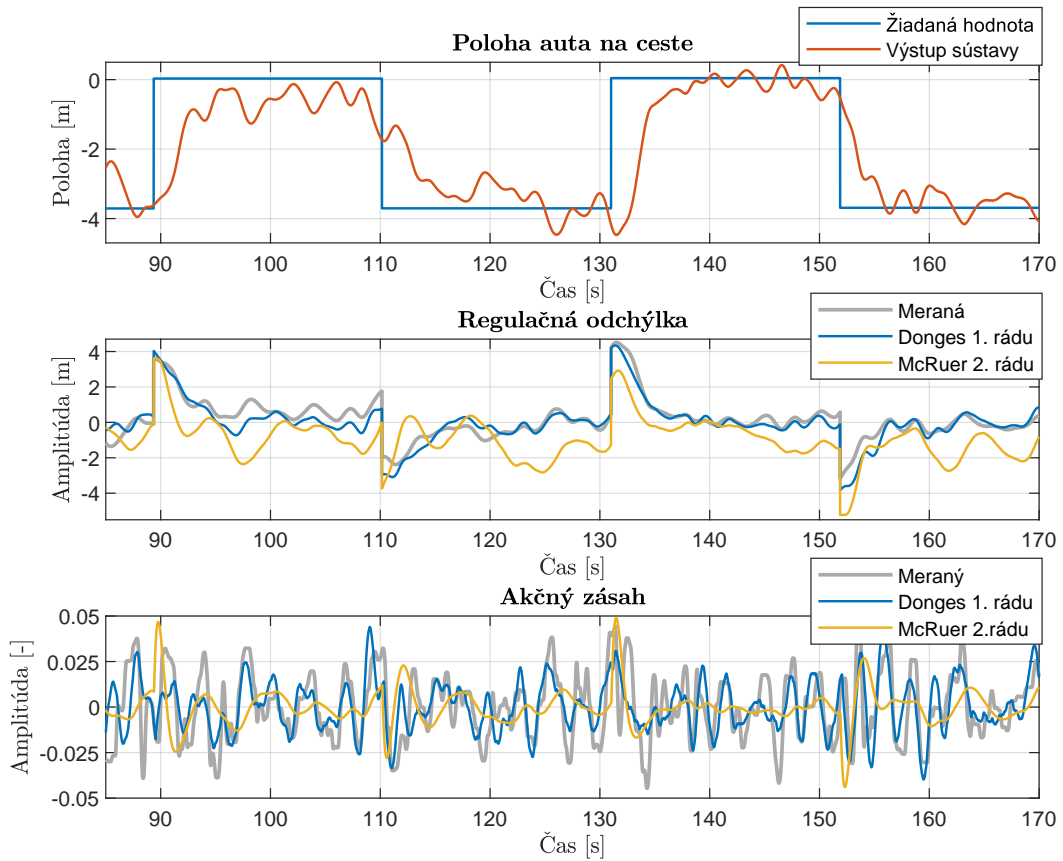 Poloha auta na ceste
Žiadaná hodnota
Výstup sústavy
Poloha [m]
0
-2
-4
90 100 110 120 130 140 150 160 170
Čas [s]
Regulačná odchýlka
Meraná
Donges 1. rádu
McRuer 2. rádu
Amplitúda [m]
4
2
0
-2
-4
90 100 110 120 130 140 150 160 170
Čas [s]
Akčný zásah
Meraný
Donges 1. rádu
McRuer 2.rádu
Amplitúda [-]
0.05
0.025
0
-0.025
-0.05
90 100 110 120 130 140 150 160 170
Čas [s]